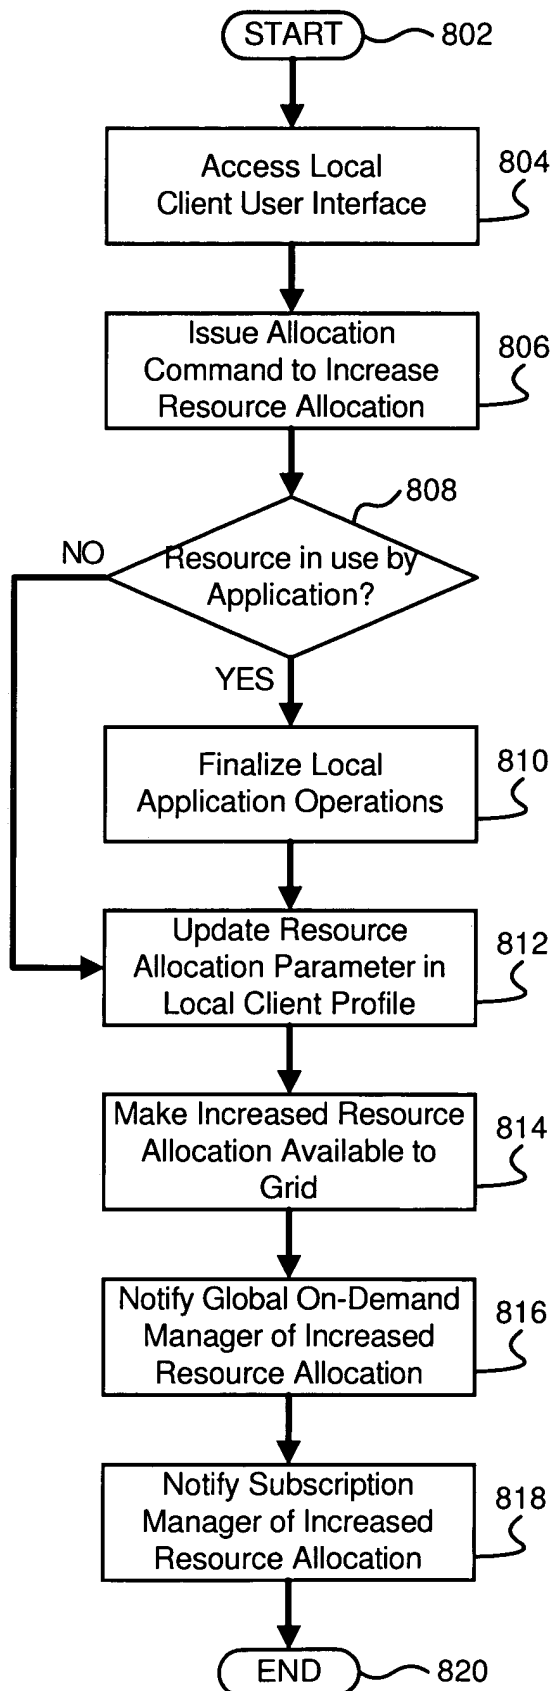 START
802
Access Local
Client User Interface
804
Issue Allocation
Command to Increase
Resource Allocation
806
808
Resource in use by
Application?
NO
YES
Finalize Local
Application Operations
810
Update Resource
Allocation Parameter in
Local Client Profile
812
Make Increased Resource
Allocation Available to
Grid
814
Notify Global On-Demand
Manager of Increased
Resource Allocation
816
Notify Subscription
Manager of Increased
Resource Allocation
818
END
820